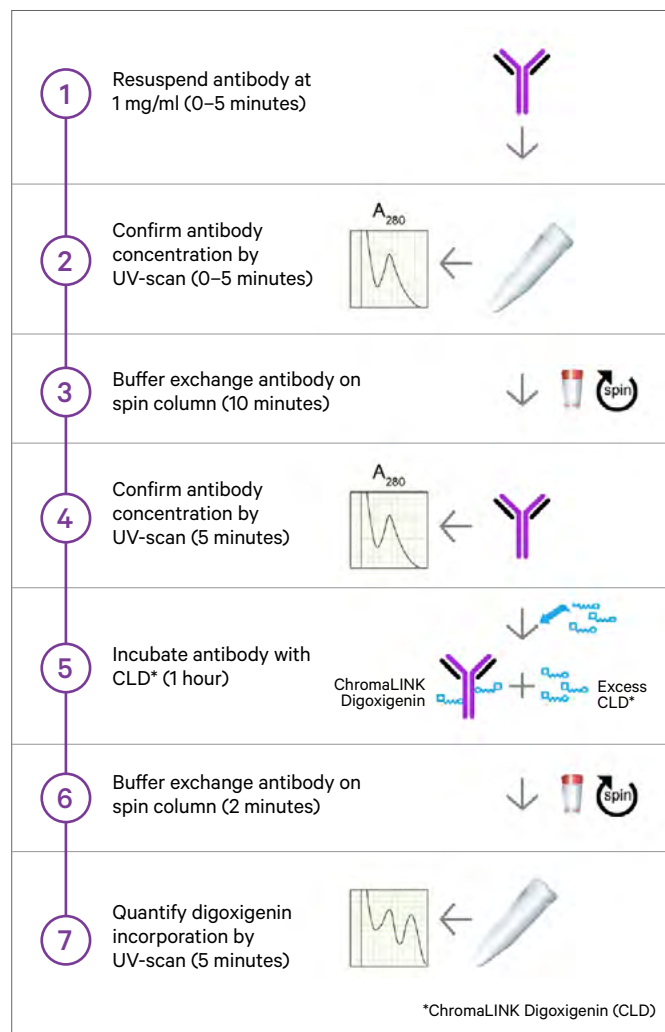 1
Resuspend antibody at
1 mg/ml (0–5 minutes)
2
Confirm antibody
concentration by
UV-scan (0–5 minutes)
A280
3
Buffer exchange antibody on
spin column (10 minutes)
spin
4
Confirm antibody
concentration by
UV-scan (5 minutes)
A280
5
Incubate antibody with
CLD* (1 hour)
ChromaLINK
Digoxigenin
Excess
CLD*
6
Buffer exchange antibody on
spin column (2 minutes)
spin
7
Quantify digoxigenin
incorporation by
UV-scan (5 minutes)
*ChromaLINK Digoxigenin (CLD)